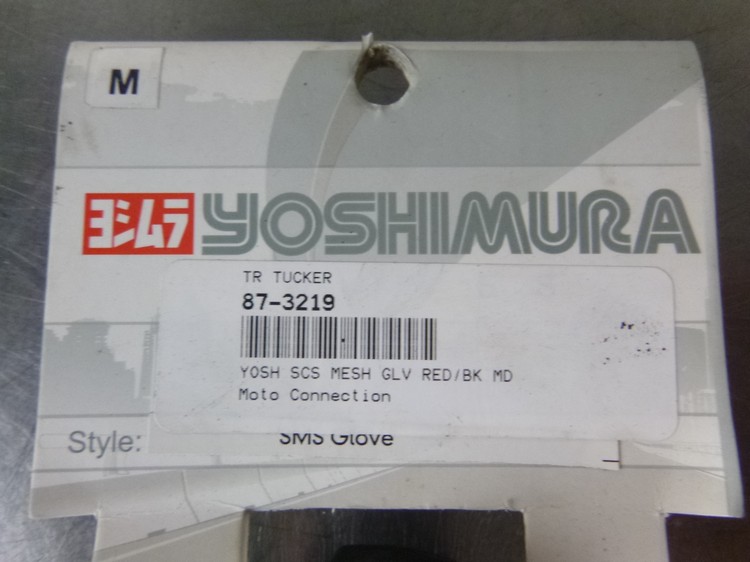 M
ヨシムラ YOSHIMURA
TR TUCKER
87-3219
YOSH SCS MESH GLV RED/BK MD
Moto Connection
Style: SMS Glove